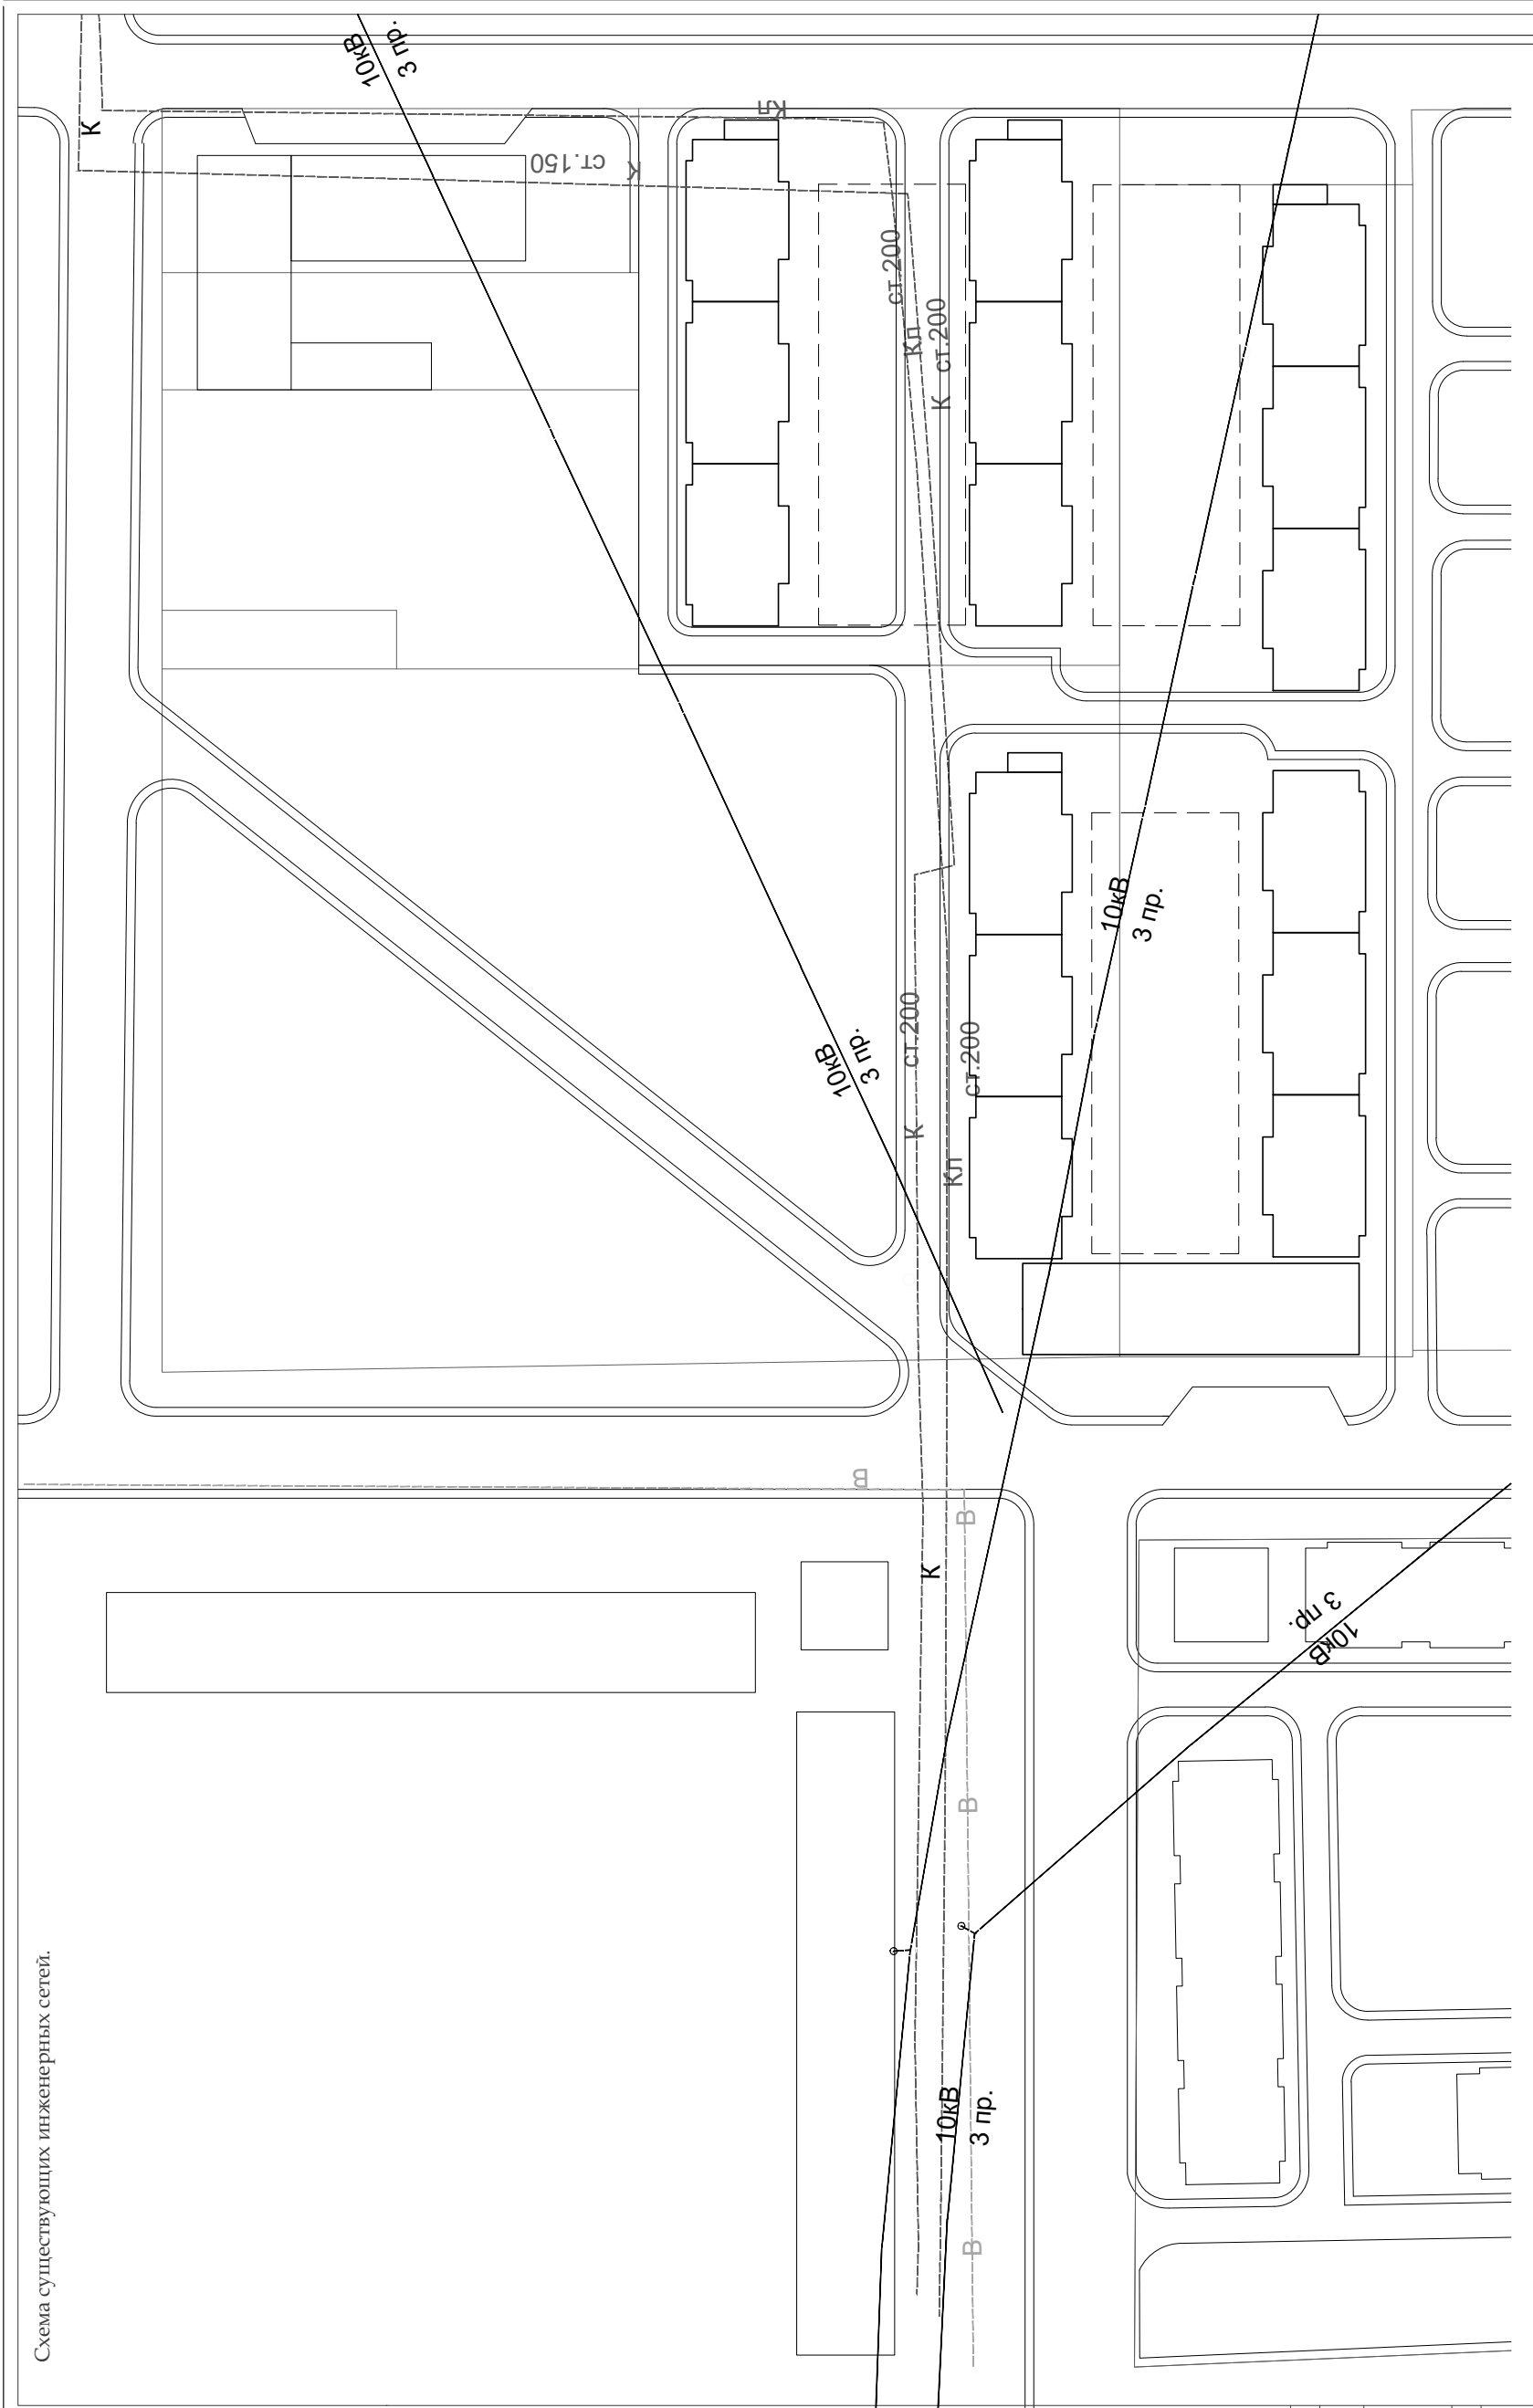 10кВ
3 пр.
К
Кл
ст.150
К
ст.200
Кл
ст.200
К
10кВ
3 пр.
ст.200
10кВ
3 пр.
ст.200
К
Кл
В
В
К
3 пр.
10кВ
В
Схема существующих инженерных сетей.
10кВ
3 пр.
В